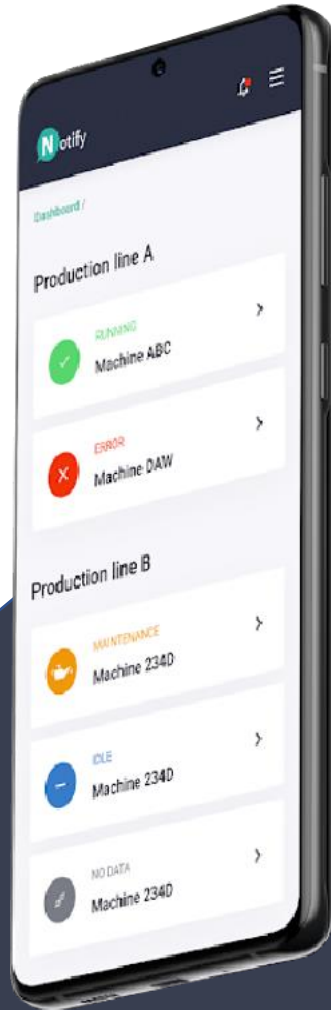 Notify
Dashboard /
Production line A
RUNNING
Machine ABC
ERROR
Machine DAW
Production line B
MAINTENANCE
Machine 234D
IDLE
Machine 234D
NO DATA
Machine 234D